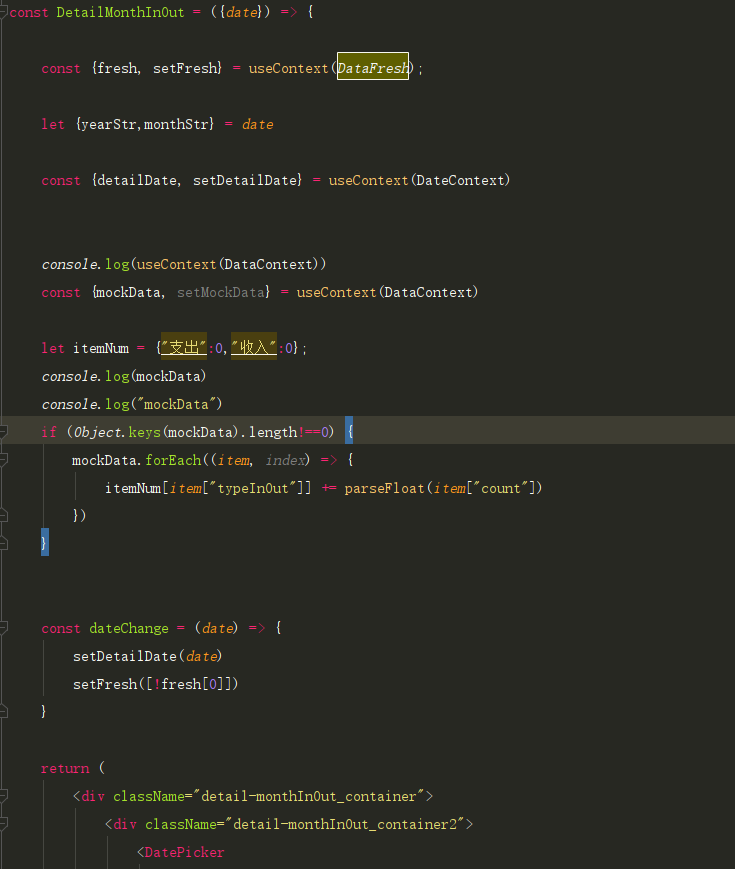 const DetailMonthInOut = ({date}) => {
const {fresh, setFresh} = useContext(DataFresh);
let {yearStr,monthStr} = date
const {detailDate, setDetailDate} = useContext(DateContext)
console.log(useContext(DataContext))
const {mockData, setMockData} = useContext(DataContext)
let itemNum = {"支出":0,"收入":0};
console.log(mockData)
console.log("mockData")
if (Object.keys(mockData).length!==0) {
mockData.forEach((item, index) => {
itemNum[item["typeInOut"]] += parseFloat(item["count"])
})
}
const dateChange = (date) => {
setDetailDate(date)
setFresh([!fresh[0]])
}
return (
<div className="detail-monthInOut_container">
<div className="detail-monthInOut_container2">
<DatePicker